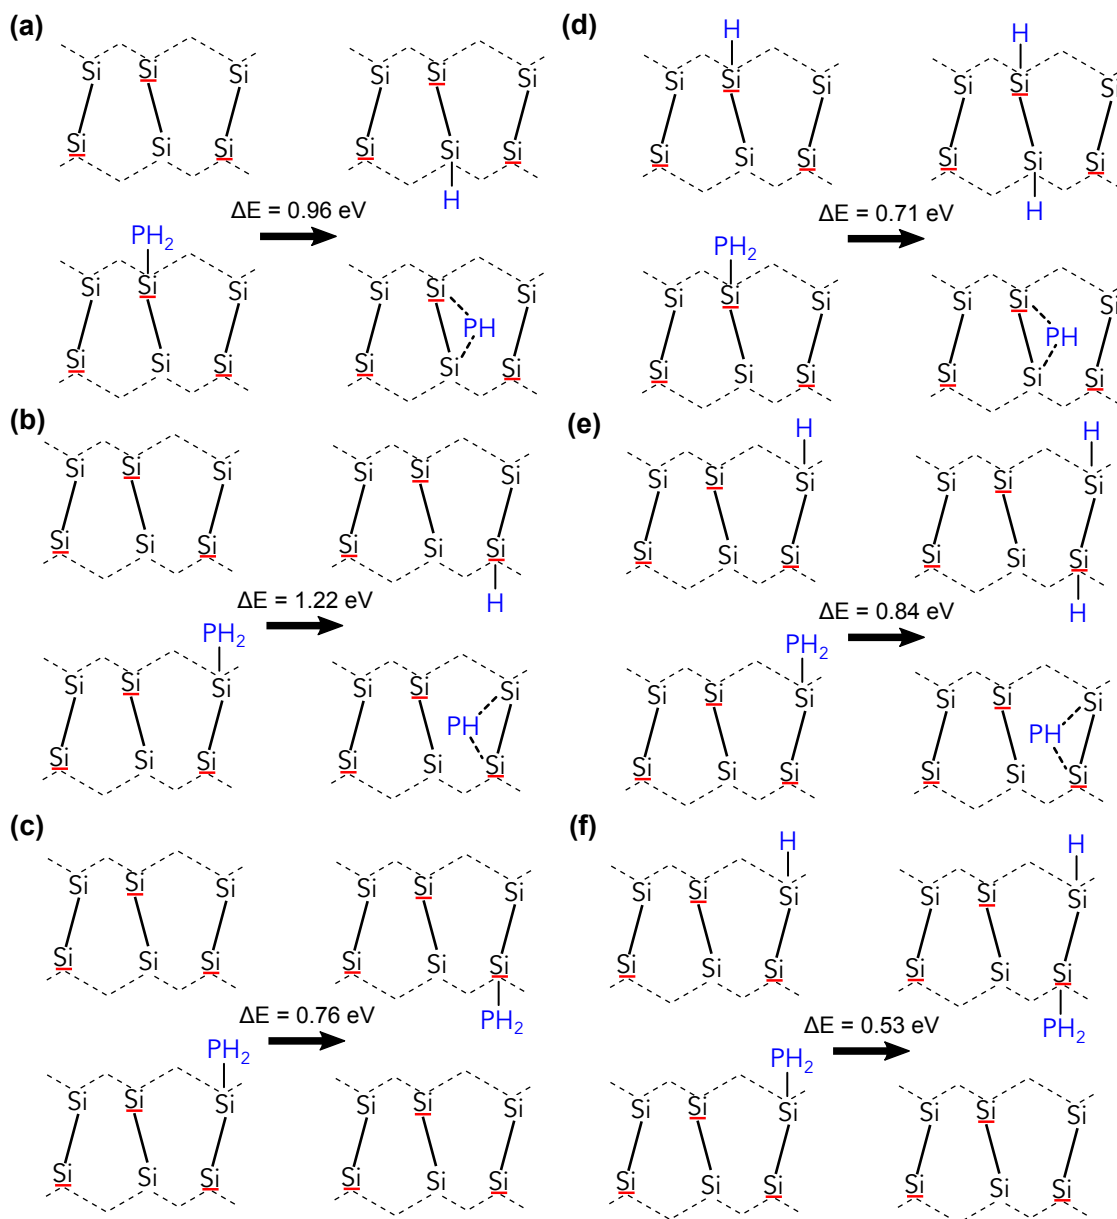 (a)
Si Si Si Si Si Si
Si Si Si Si Si Si
H
ΔE = 0.96 eV
PH₂
Si Si Si Si Si Si
PH
Si Si Si Si Si Si
(b)
Si Si Si Si Si Si
Si Si Si Si Si Si
H
ΔE = 1.22 eV
PH₂
Si Si Si Si Si Si
PH
Si Si Si Si Si Si
(c)
Si Si Si Si Si Si
Si Si Si Si Si Si
PH₂
ΔE = 0.76 eV
PH₂
Si Si Si Si Si Si
Si Si Si Si Si Si
(d)
H H
Si Si Si Si Si Si
Si Si Si Si Si Si
H
ΔE = 0.71 eV
PH₂
Si Si Si Si Si Si
PH
Si Si Si Si Si Si
(e)
H H
Si Si Si Si Si Si
Si Si Si Si Si Si
H
ΔE = 0.84 eV
PH₂
Si Si Si Si Si Si
PH
Si Si Si Si Si Si
(f)
H H
Si Si Si Si Si Si
Si Si Si Si Si Si
PH₂
ΔE = 0.53 eV
PH₂
Si Si Si Si Si Si
Si Si Si Si Si Si